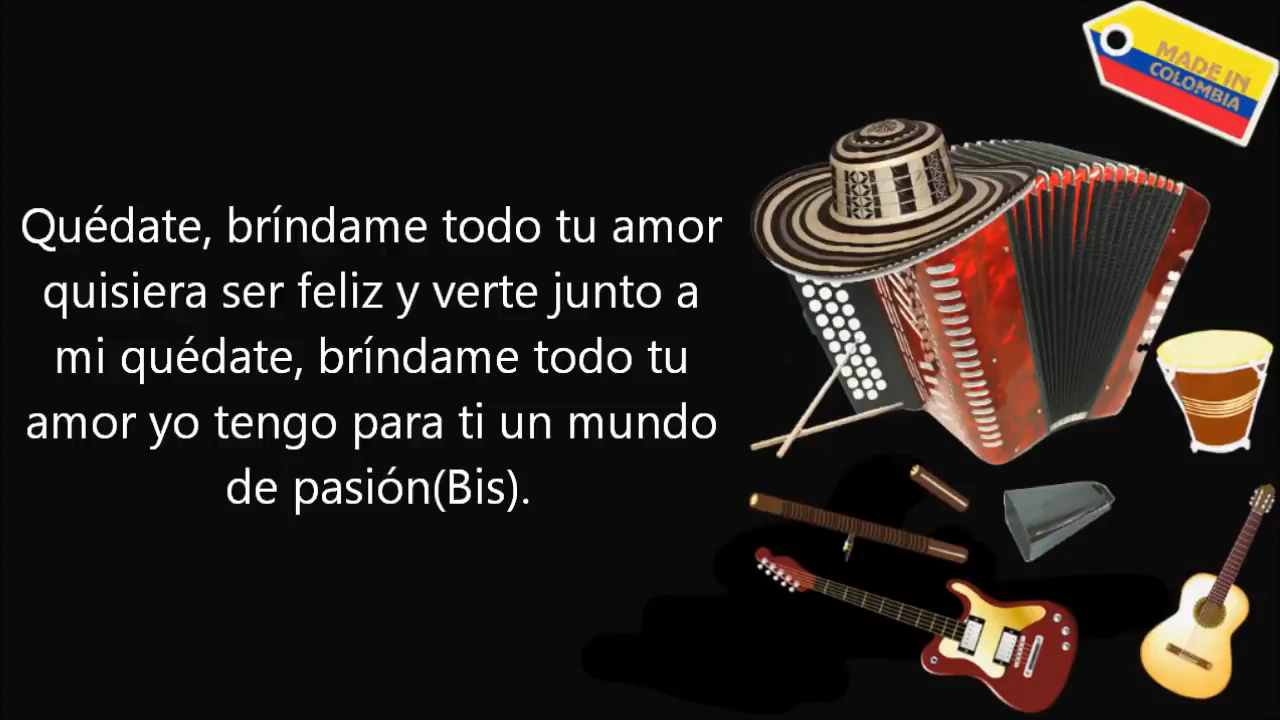 MADE IN
COLOMBIA
Quédate, bríndame todo tu amor
quisiera ser feliz y verte junto a
mi quédate, bríndame todo tu
amor yo tengo para ti un mundo
de pasión(Bis).